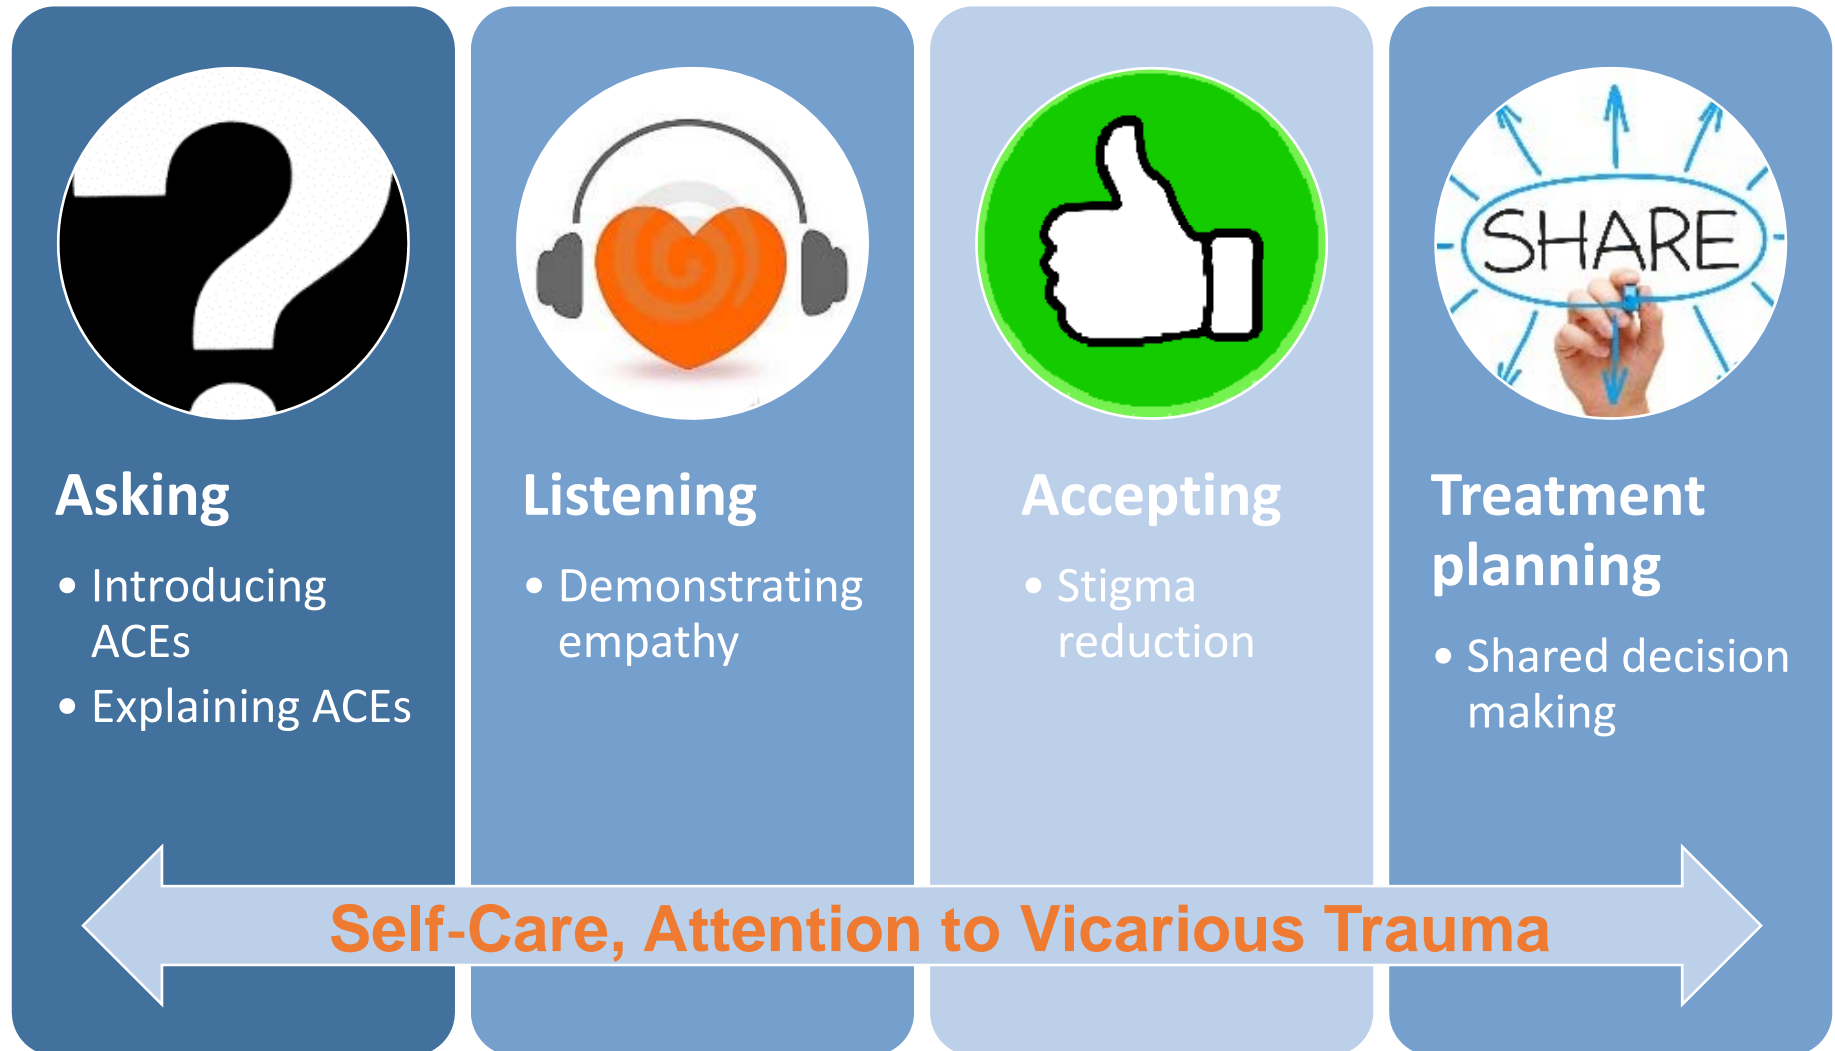 SHARE
Asking
• Introducing
ACEs
• Explaining ACEs
Listening
• Demonstrating
empathy
Accepting
• Stigma
reduction
Treatment
planning
• Shared decision
making
Self-Care, Attention to Vicarious Trauma